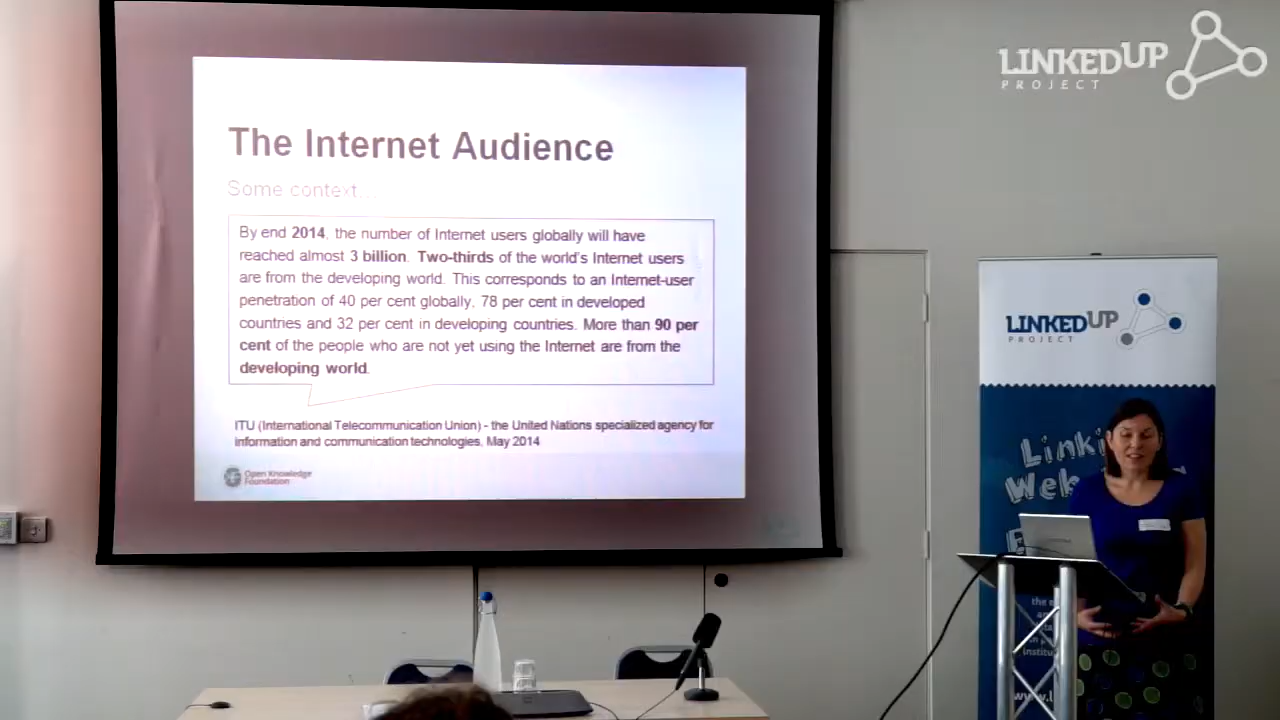 LINKEDUP
PROJECT
The Internet Audience
Some context...
By end 2014, the number of Internet users globally will have
reached almost 3 billion. Two-thirds of the world's Internet users
are from the developing world. This corresponds to an Internet-user
penetration of 40 per cent globally, 78 per cent in developed
countries and 32 per cent in developing countries. More than 90 per
cent of the people who are not yet using the Internet are from the
developing world.
ITU (International Telecommunication Union) - the United Nations specialized agency for
information and communication technologies, May 2014
Open Knowledge
Foundation
LINKEDUP
PROJECT
Linki
Web
the